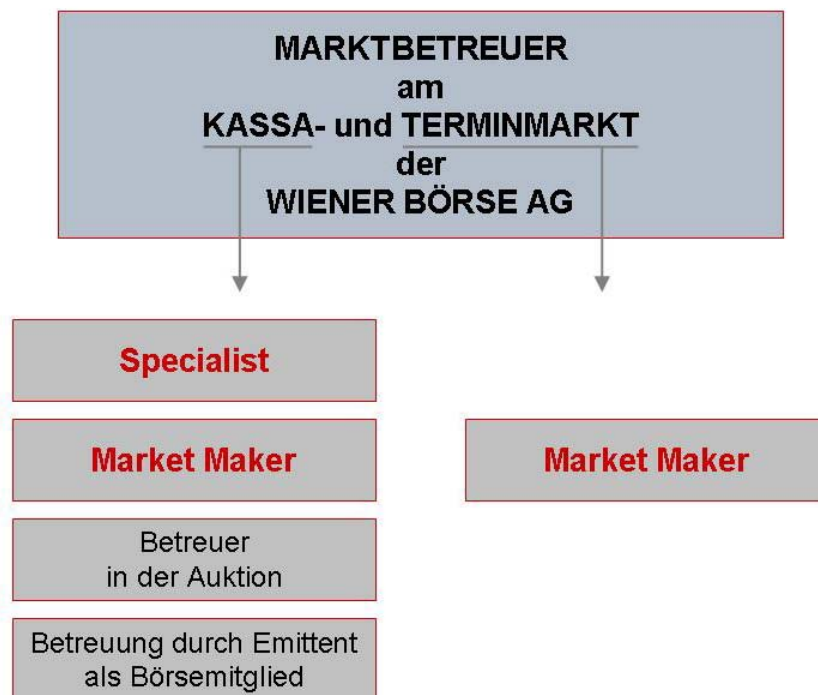 MARKTBETREUER
am
KASSA- und TERMINMARKT
der
WIENER BÖRSE AG
Specialist
Market Maker
Market Maker
Betreuer
in der Auktion
Betreuung durch Emittent
als Börsemitglied